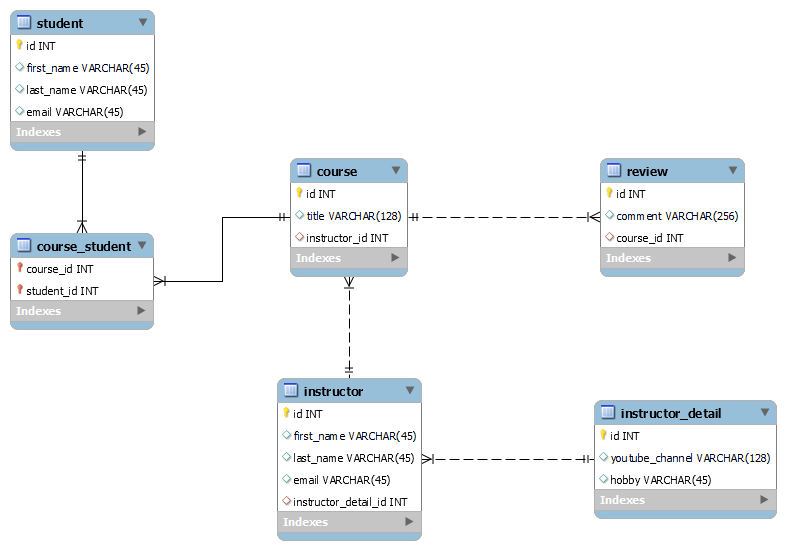 student
id INT
first_name VARCHAR(45)
last_name VARCHAR(45)
email VARCHAR(45)
Indexes
course_student
course_id INT
student_id INT
Indexes
course
id INT
title VARCHAR(128)
instructor_id INT
Indexes
review
id INT
comment VARCHAR(256)
course_id INT
Indexes
instructor
id INT
first_name VARCHAR(45)
last_name VARCHAR(45)
email VARCHAR(45)
instructor_detail_id INT
Indexes
instructor_detail
id INT
youtube_channel VARCHAR(128)
hobby VARCHAR(45)
Indexes